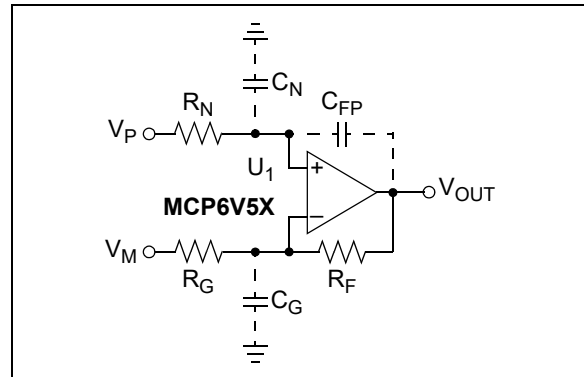 C_N
R_N
C_FP
V_P
U_1
+
V_OUT
MCP6V5X
−
V_M
R_G
R_F
C_G